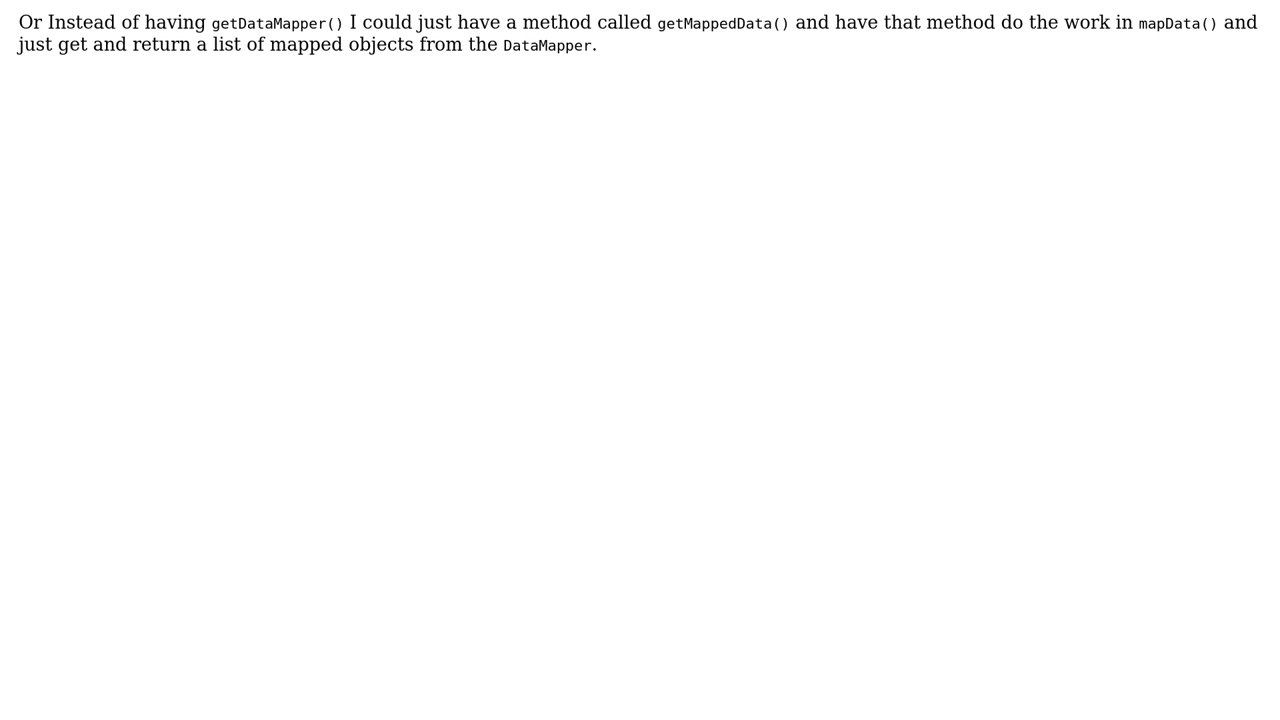 Or Instead of having getDataMapper() I could just have a method called getMappedData() and have that method do the work in mapData() and
just get and return a list of mapped objects from the DataMapper.